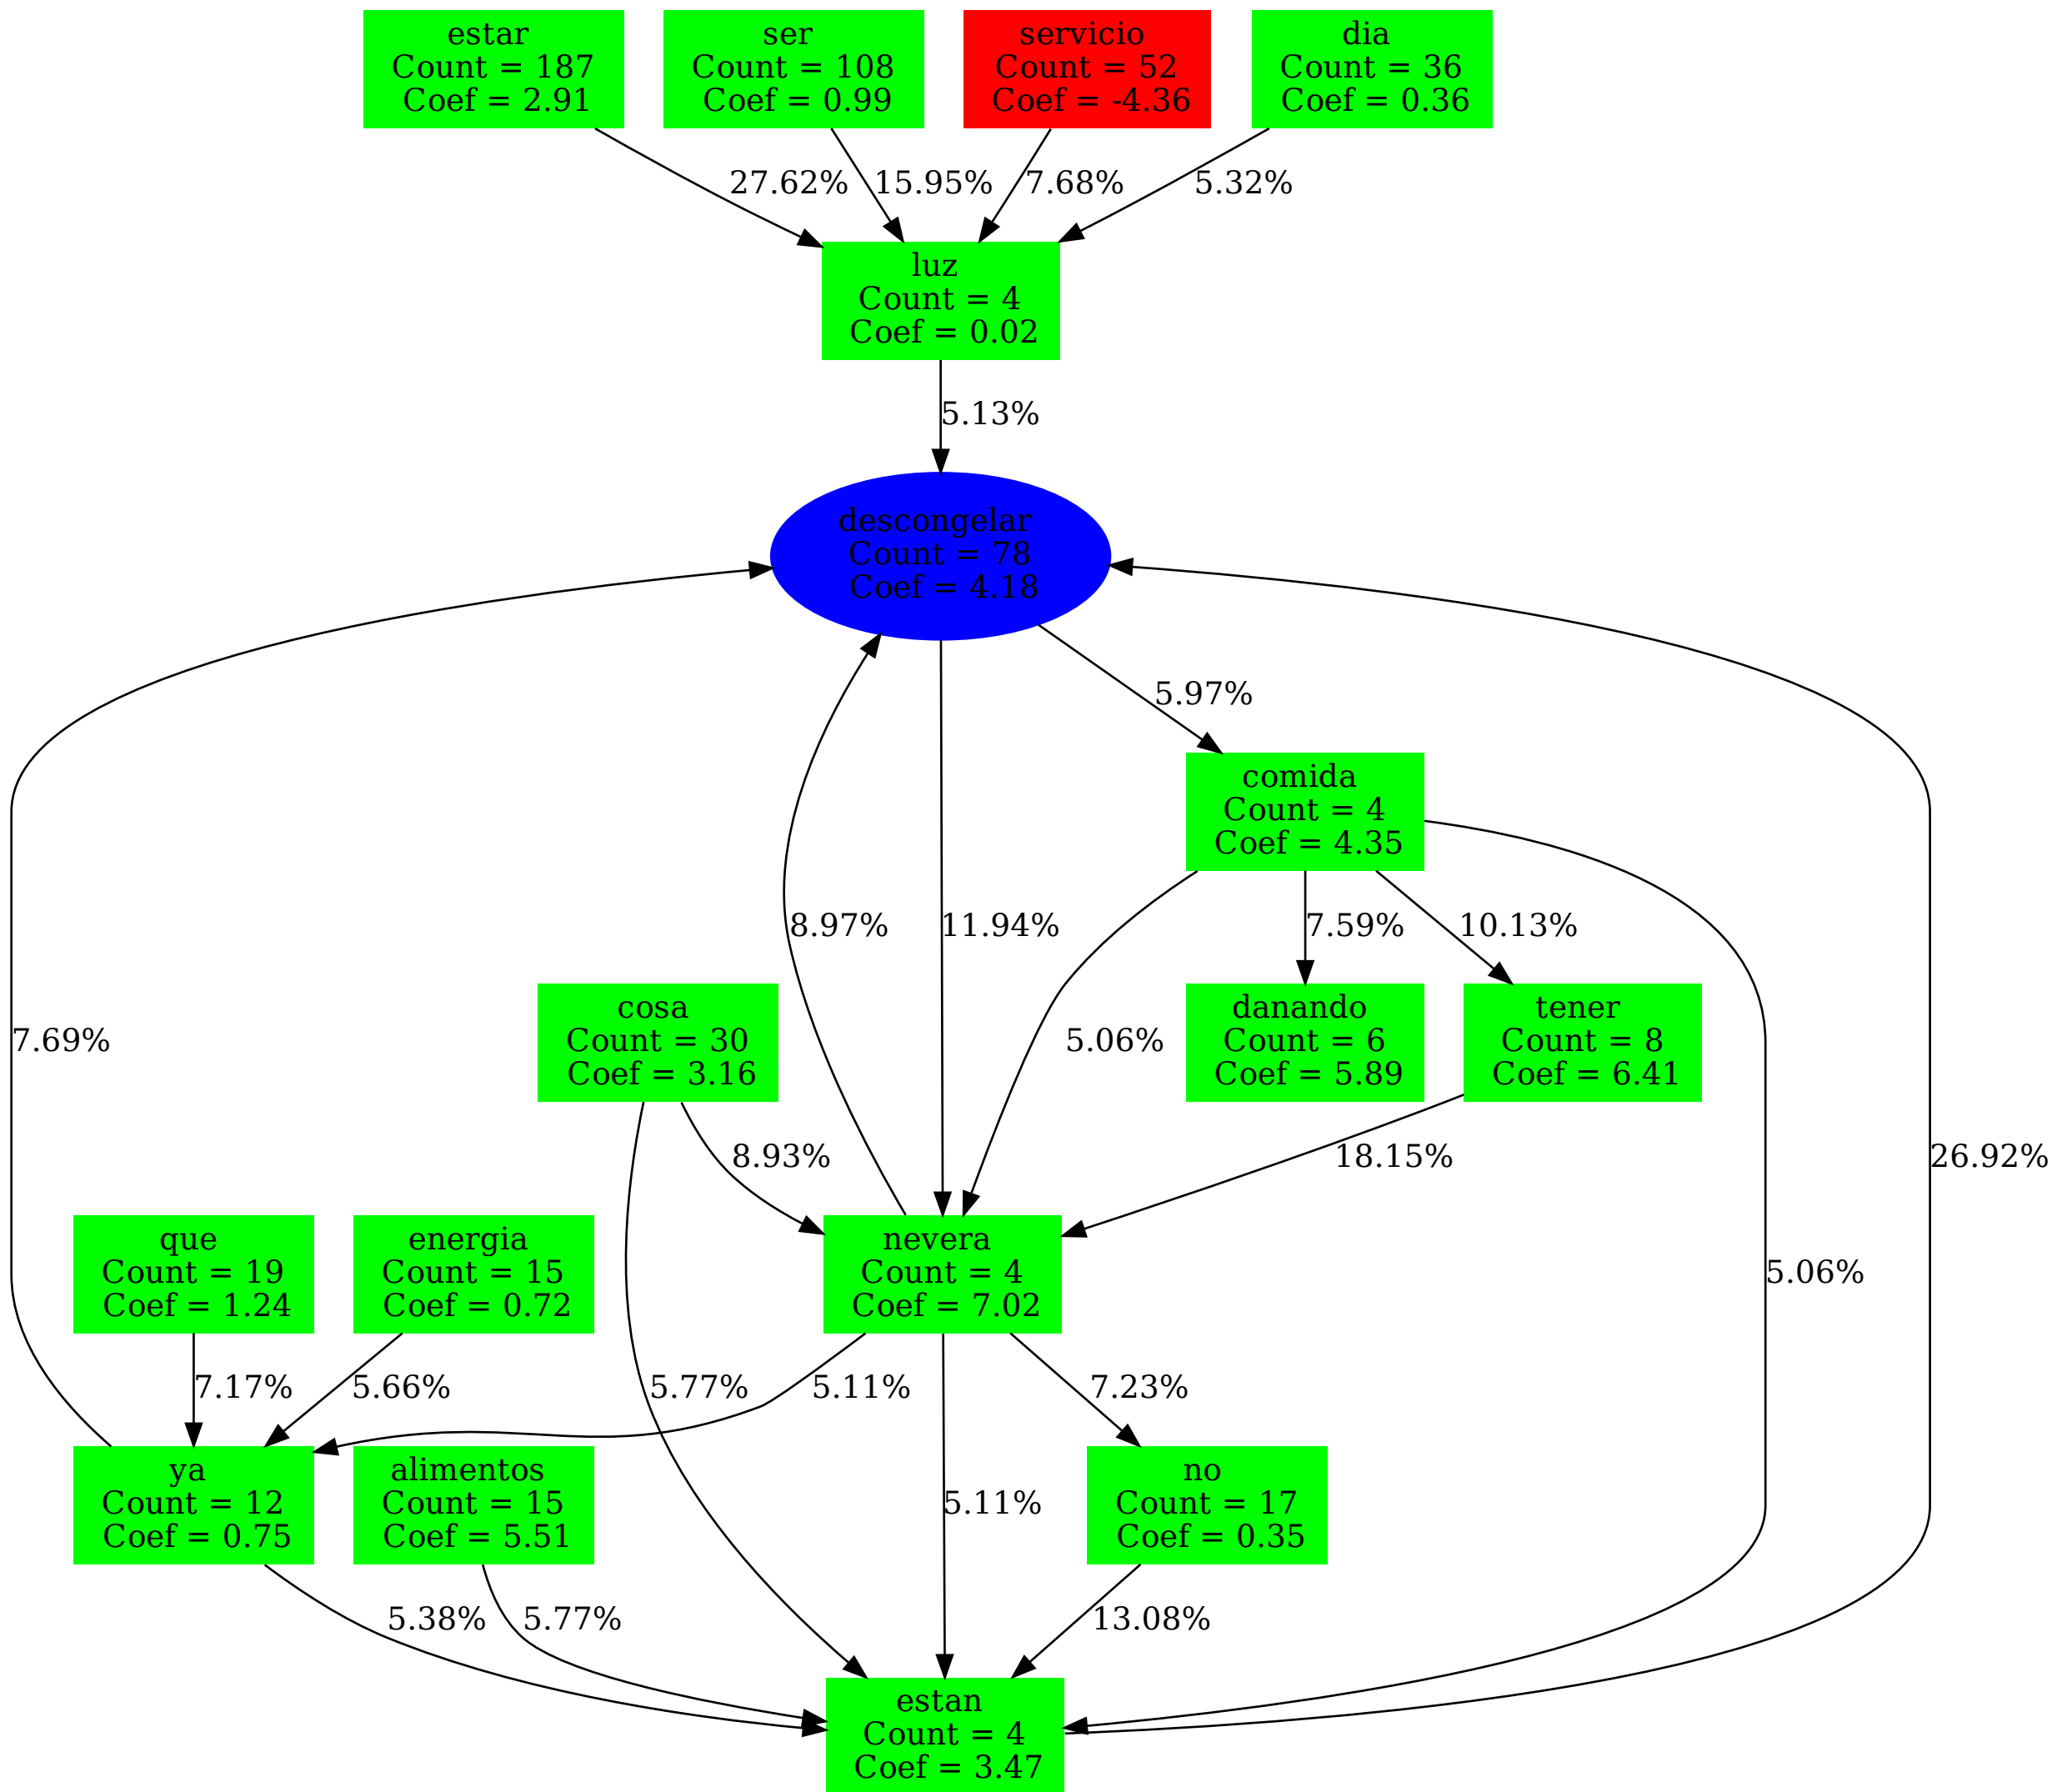 estar
Count = 187
Coef = 2.91
ser
Count = 108
Coef = 0.99
servicio
Count = 52
Coef = -4.36
dia
Count = 36
Coef = 0.36
27.62%
15.95%
7.68%
5.32%
luz
Count = 4
Coef = 0.02
5.13%
descongelar
Count = 78
Coef = 4.18
5.97%
comida
Count = 4
Coef = 4.35
8.97%
11.94%
7.59%
10.13%
7.69%
cosa
Count = 30
Coef = 3.16
5.06%
danando
Count = 6
Coef = 5.89
tener
Count = 8
Coef = 6.41
8.93%
18.15%
26.92%
que
Count = 19
Coef = 1.24
energia
Count = 15
Coef = 0.72
nevera
Count = 4
Coef = 7.02
5.06%
7.17%
5.66%
5.77%
5.11%
7.23%
ya
Count = 12
Coef = 0.75
alimentos
Count = 15
Coef = 5.51
5.11%
no
Count = 17
Coef = 0.35
5.38%
5.77%
13.08%
estan
Count = 4
Coef = 3.47